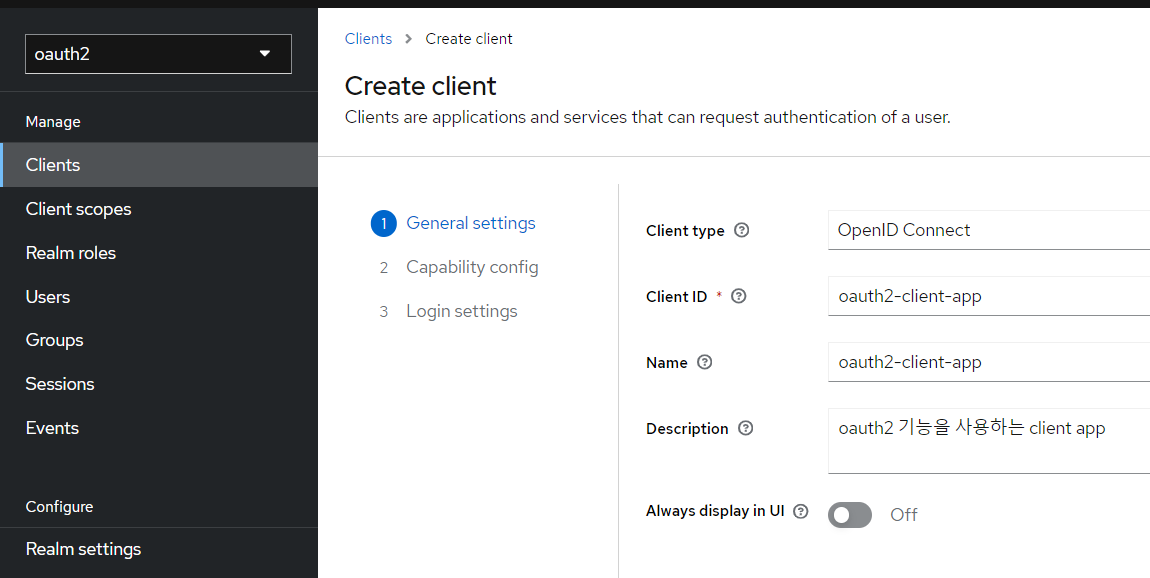 oauth2
Manage
Clients
Client scopes
Realm roles
Users
Groups
Sessions
Events
Configure
Realm settings
Clients > Create client
Create client
Clients are applications and services that can request authentication of a user.
1 General settings
2 Capability config
3 Login settings
Client type ? OpenID Connect
Client ID * ? oauth2-client-app
Name ? oauth2-client-app
Description ? oauth2 기능을 사용하는 client app
Always display in UI ? Off